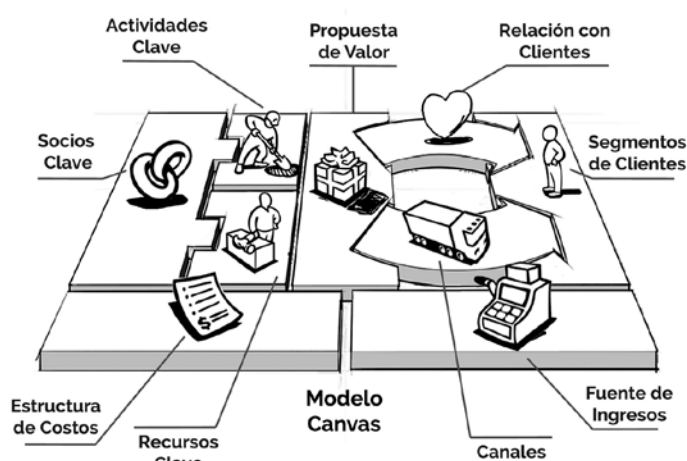 Actividades
Clave
Propuesta
de Valor
Relación con
Clientes
Socios
Clave
Segmentos
de Clientes
$
Modelo
Canvas
Estructura
de Costos
Recursos
Clave
Canales
Fuente de
Ingresos